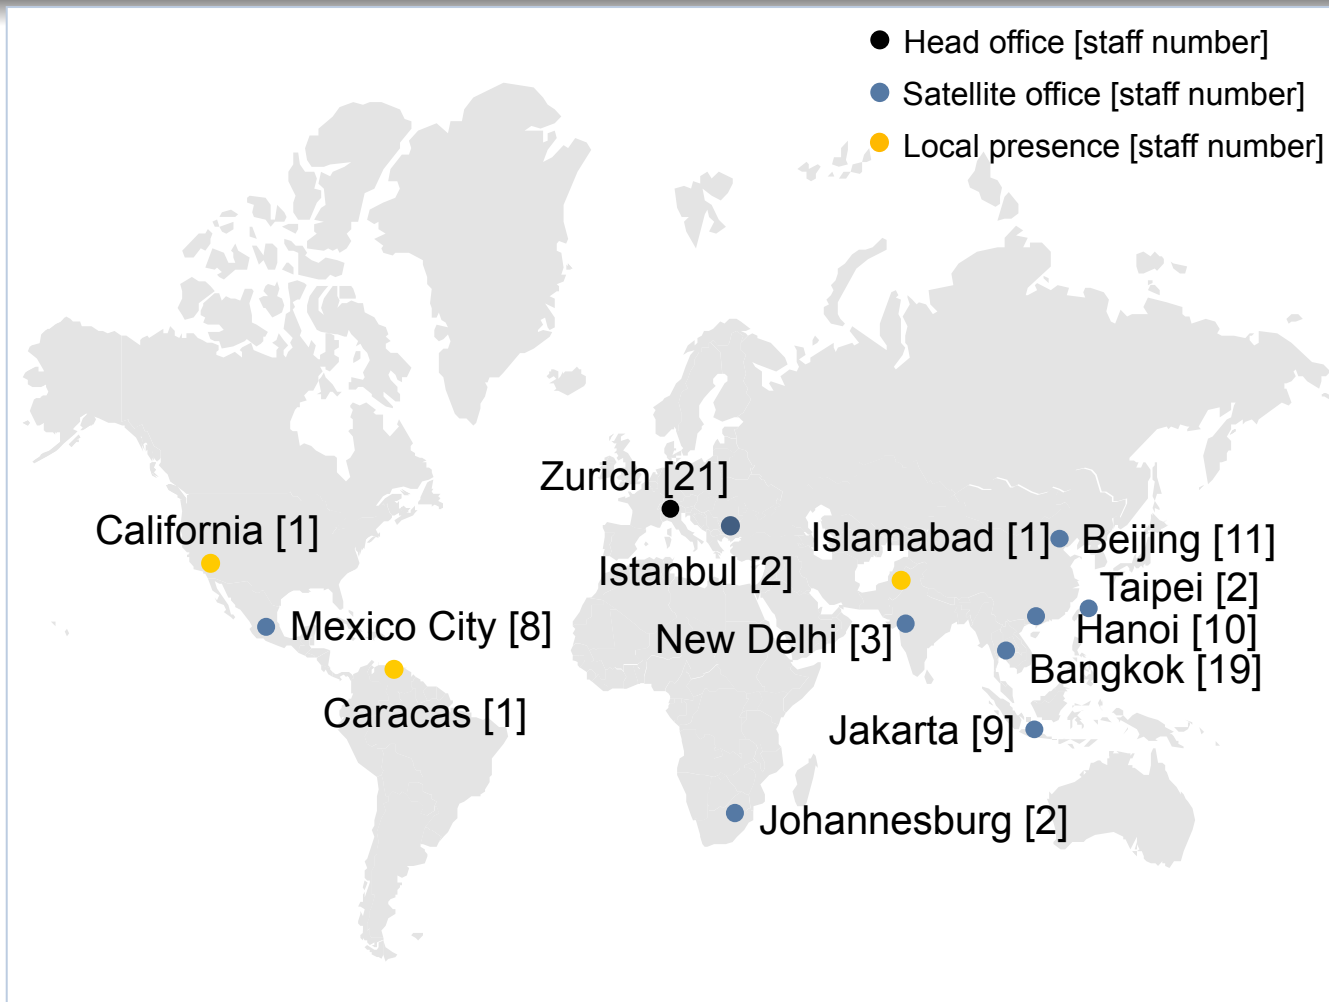 Head office [staff number]
Satellite office [staff number]
Local presence [staff number]
Zurich [21]
California [1]
Islamabad [1]
Beijing [11]
Istanbul [2]
Taipei [2]
Mexico City [8]
New Delhi [3]
Hanoi [10]
Bangkok [19]
Caracas [1]
Jakarta [9]
Johannesburg [2]